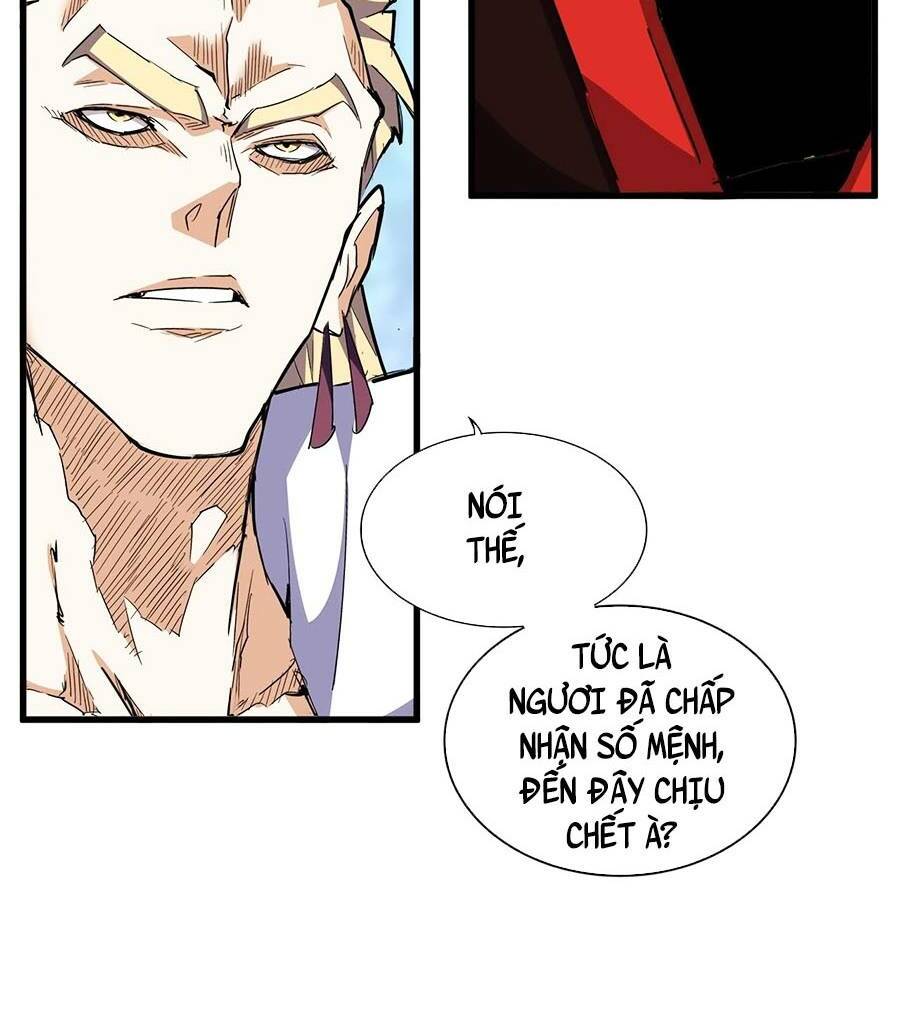 NÓI
THẾ,
TỨC LÀ
NGƯƠI ĐÃ CHẤP
NHẬN SỐ MỆNH,
ĐẾN ĐÂY CHỊU
CHẾT À?